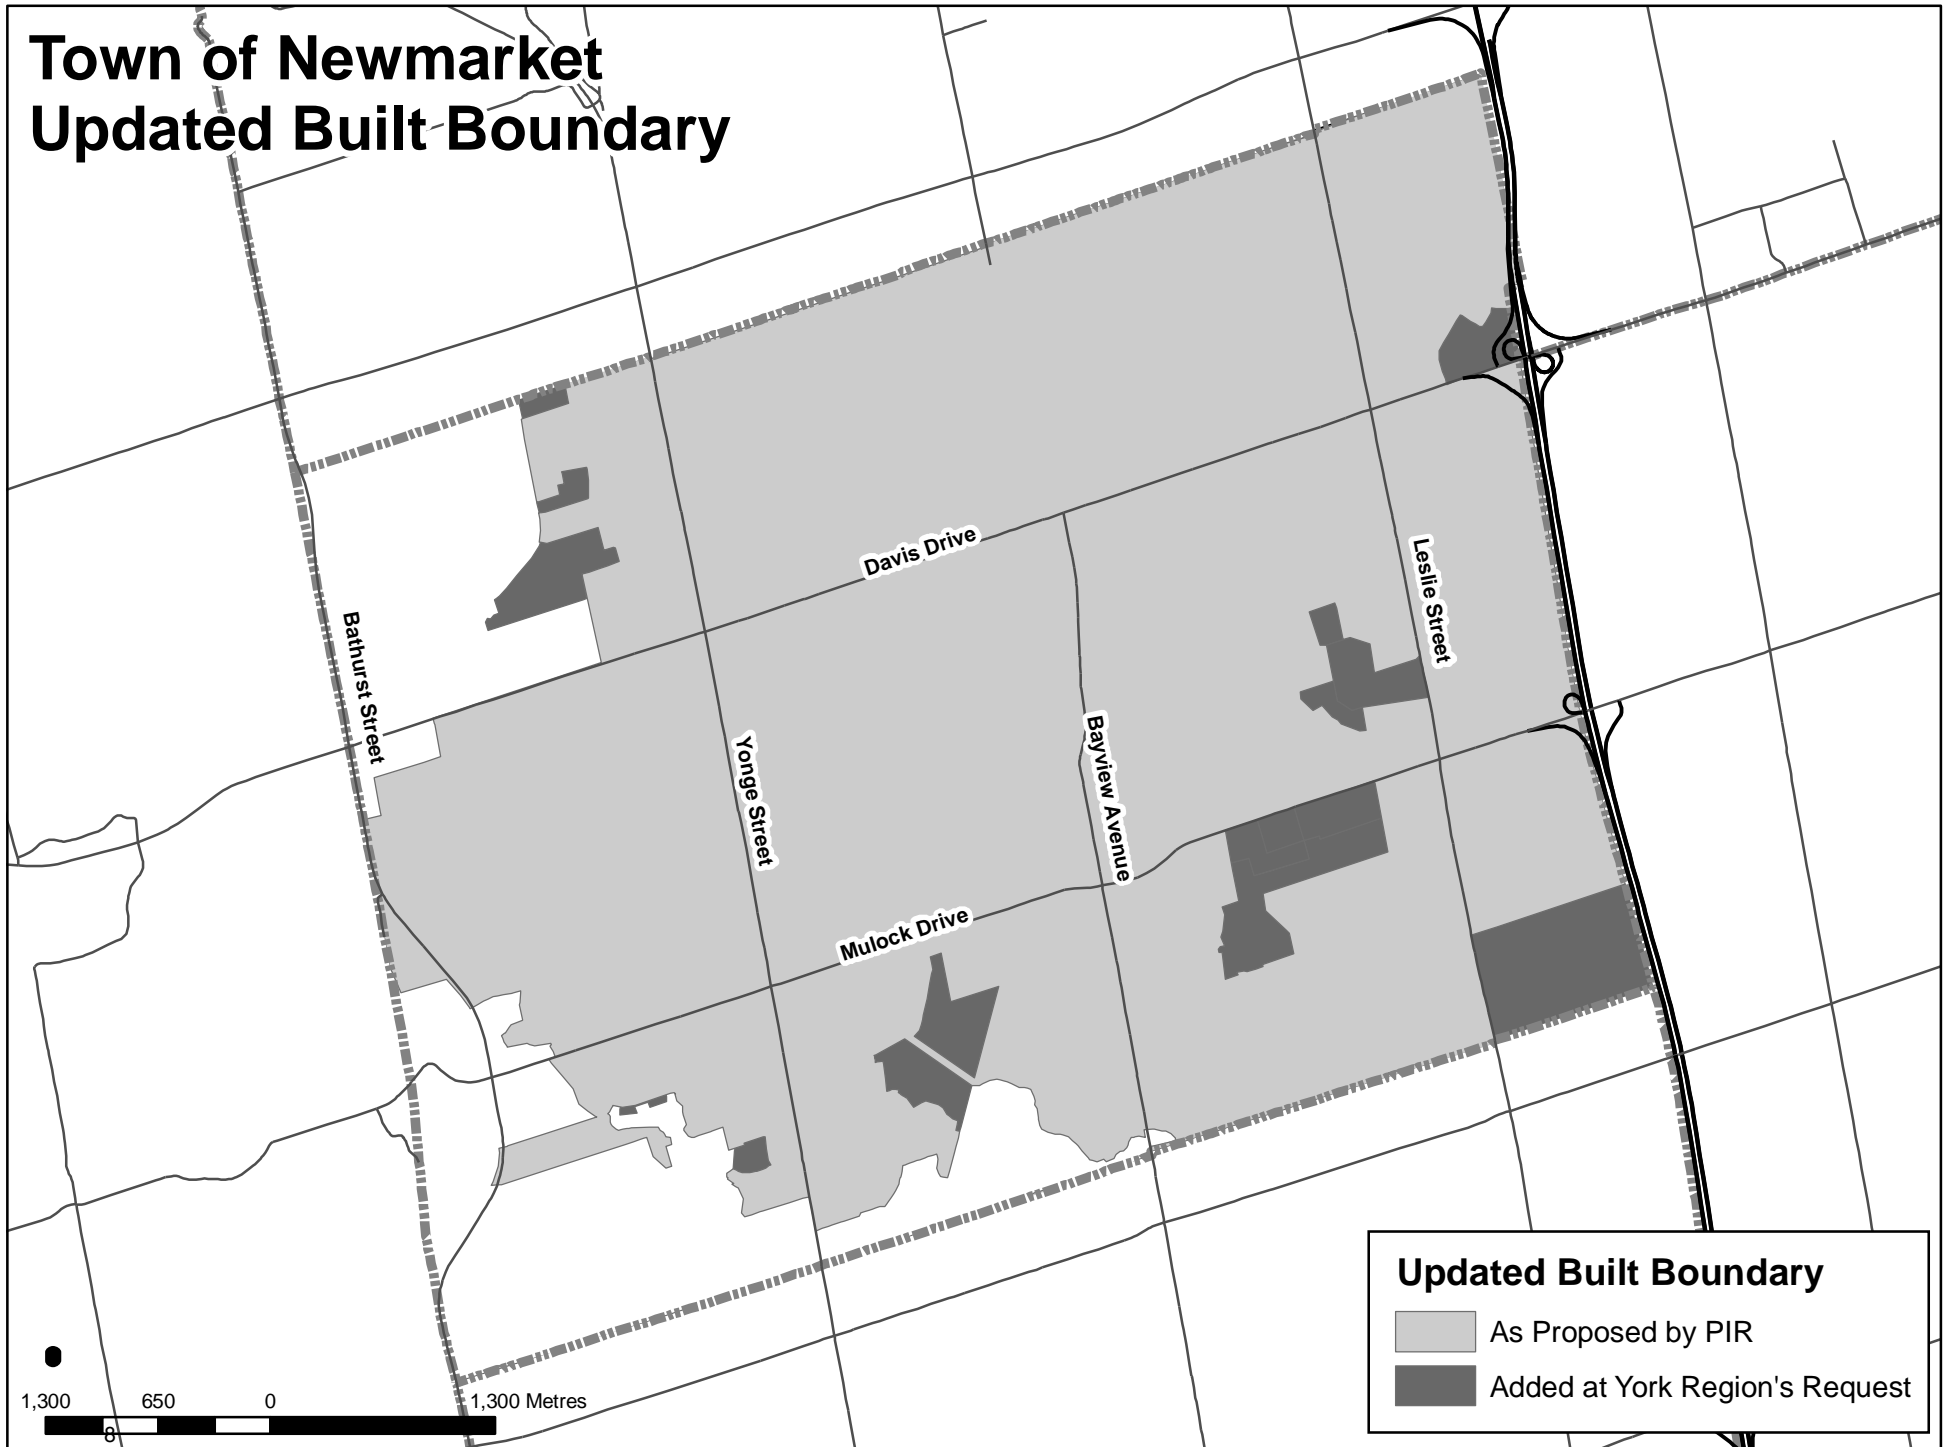 Town of Newmarket
Updated Built Boundary
Davis Drive
Leslie Street
Bathurst Street
Yonge Street
Bayview Avenue
Mulock Drive
Updated Built Boundary
As Proposed by PIR
Added at York Region's Request
1,300 650 0 1,300 Metres
8